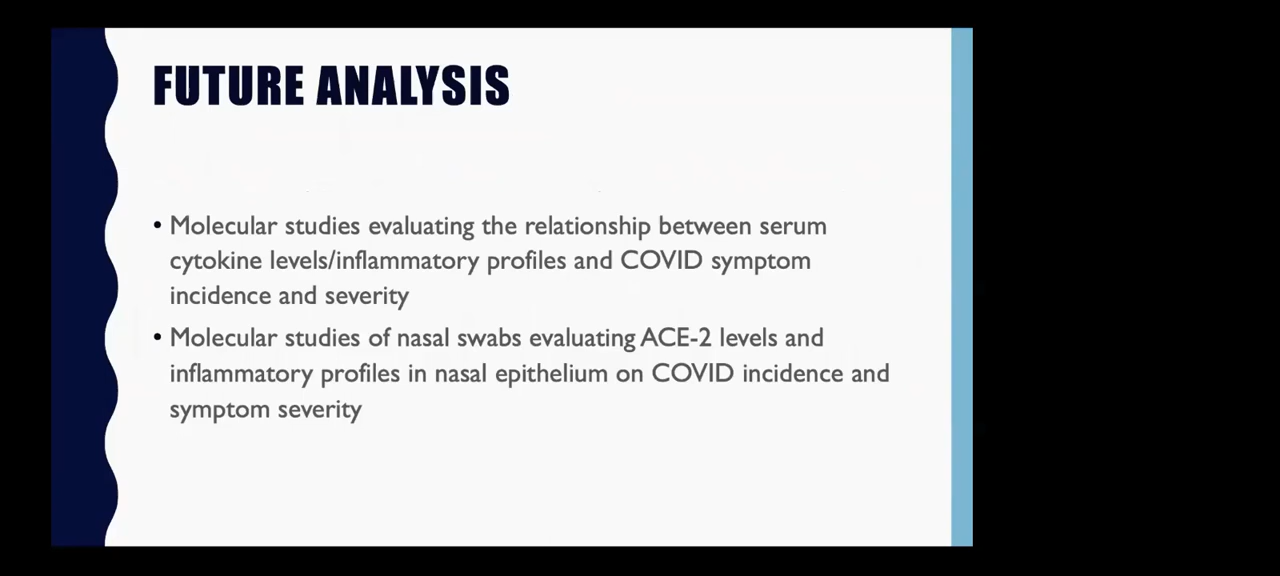 FUTURE ANALYSIS
• Molecular studies evaluating the relationship between serum
cytokine levels/inflammatory profiles and COVID symptom
incidence and severity
• Molecular studies of nasal swabs evaluating ACE-2 levels and
inflammatory profiles in nasal epithelium on COVID incidence and
symptom severity